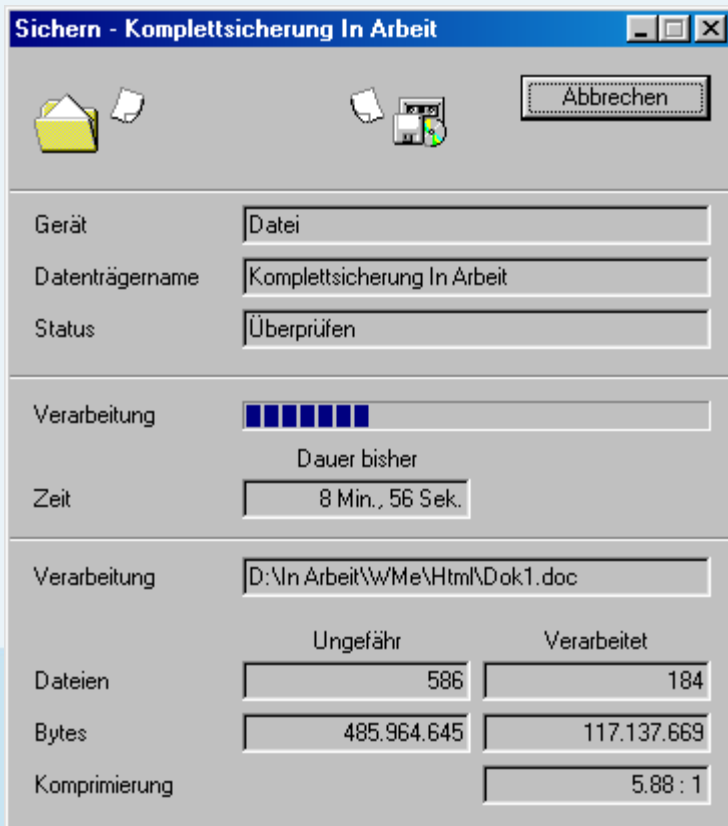 Sichern - Komplettsicherung In Arbeit
Abbrechen
Gerät Datei
Datenträgername Komplettsicherung In Arbeit
Status Überprüfen
Verarbeitung
Dauer bisher
Zeit 8 Min., 56 Sek.
Verarbeitung D:\In Arbeit\WMe\Html\Dok1.doc
Ungefähr Verarbeitet
Dateien 586 184
Bytes 485.964.645 117.137.669
Komprimierung 5.88 : 1